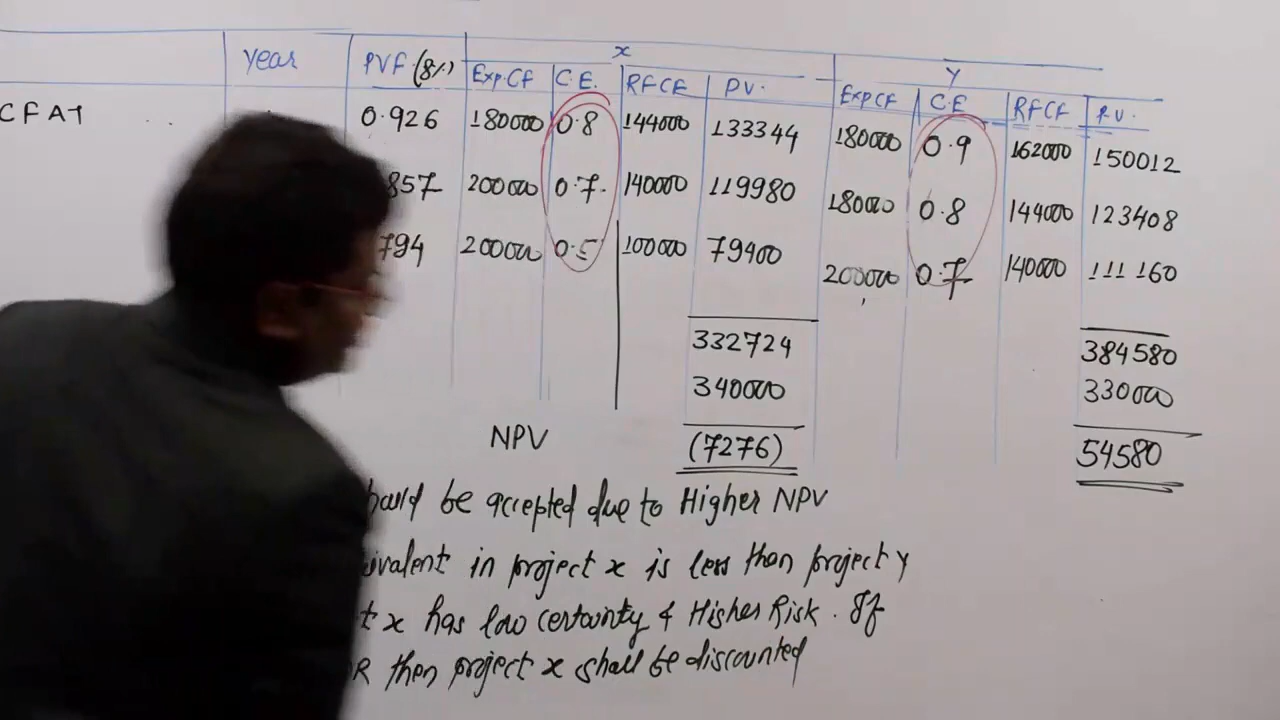 x Y
Year PVF (8%) Exp.CF C.E. RFCF PV. Exp CF C.E RFCF P.V.
CFAT 0.926 180000 0.8 144000 133344 180000 0.9 162000 150012
857 200000 0.7 140000 119980 180000 0.8 144000 123408
794 200000 0.5 100000 79400 200000 0.7 140000 111160
332724 384580
340000 330000
NPV (7276) 54580
hould be accepted due to Higher NPV
ivalent in project x is less than project y
t x has low certainty & Higher Risk. If
R then project x shall be discounted